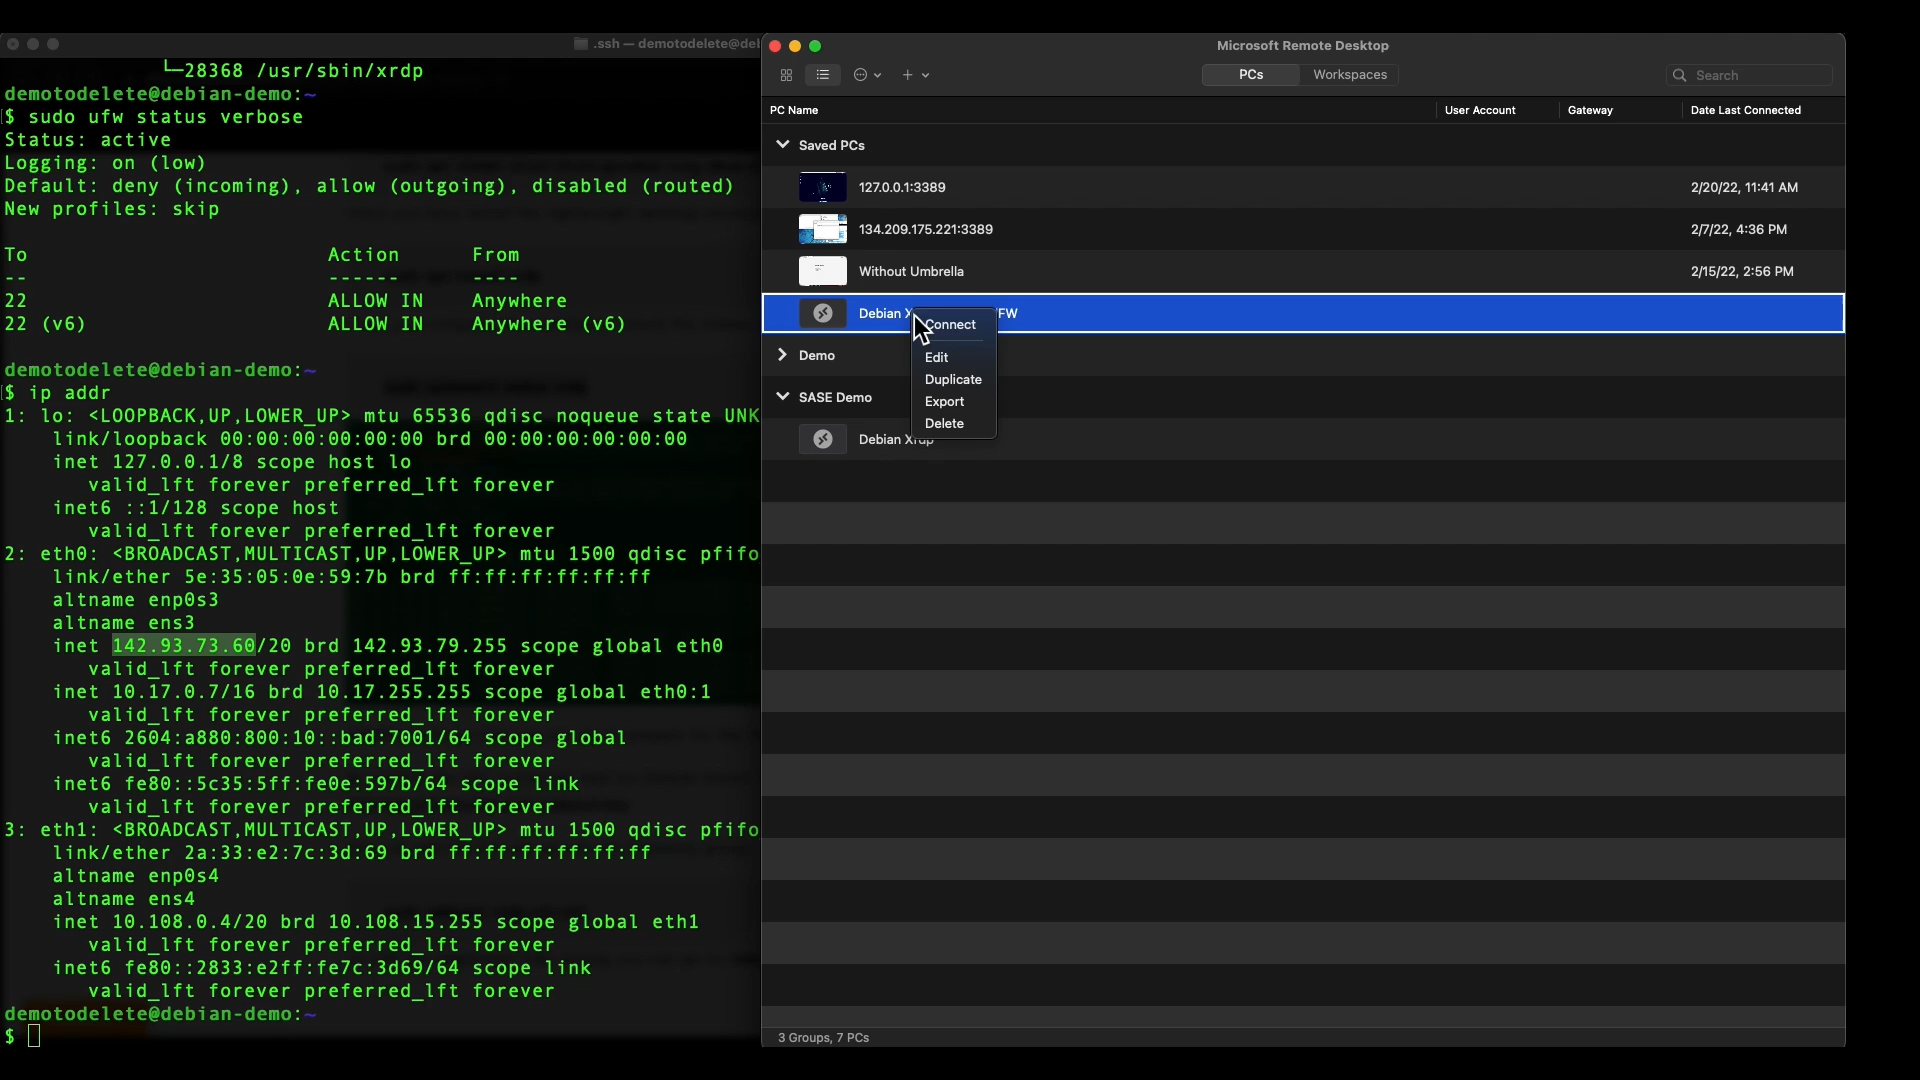 .ssh — demotodelete@deb
└─28368 /usr/sbin/xrdp
demotodelete@debian-demo:~
$ sudo ufw status verbose
Status: active
Logging: on (low)
Default: deny (incoming), allow (outgoing), disabled (routed)
New profiles: skip
To Action From
-- ------ ----
22 ALLOW IN Anywhere
22 (v6) ALLOW IN Anywhere (v6)
demotodelete@debian-demo:~
$ ip addr
1: lo: <LOOPBACK,UP,LOWER_UP> mtu 65536 qdisc noqueue state UNK
link/loopback 00:00:00:00:00:00 brd 00:00:00:00:00:00
inet 127.0.0.1/8 scope host lo
valid_lft forever preferred_lft forever
inet6 ::1/128 scope host
valid_lft forever preferred_lft forever
2: eth0: <BROADCAST,MULTICAST,UP,LOWER_UP> mtu 1500 qdisc pfifo
link/ether 5e:35:05:0e:59:7b brd ff:ff:ff:ff:ff:ff
altname enp0s3
altname ens3
inet 142.93.73.60/20 brd 142.93.79.255 scope global eth0
valid_lft forever preferred_lft forever
inet 10.17.0.7/16 brd 10.17.255.255 scope global eth0:1
valid_lft forever preferred_lft forever
inet6 2604:a880:800:10::bad:7001/64 scope global
valid_lft forever preferred_lft forever
inet6 fe80::5c35:5ff:fe0e:597b/64 scope link
valid_lft forever preferred_lft forever
3: eth1: <BROADCAST,MULTICAST,UP,LOWER_UP> mtu 1500 qdisc pfifo
link/ether 2a:33:e2:7c:3d:69 brd ff:ff:ff:ff:ff:ff
altname enp0s4
altname ens4
inet 10.108.0.4/20 brd 10.108.15.255 scope global eth1
valid_lft forever preferred_lft forever
inet6 fe80::2833:e2ff:fe7c:3d69/64 scope link
valid_lft forever preferred_lft forever
demotodelete@debian-demo:~
$
Microsoft Remote Desktop
PCs Workspaces Search
PC Name User Account Gateway Date Last Connected
Saved PCs
127.0.0.1:3389 2/20/22, 11:41 AM
134.209.175.221:3389 2/7/22, 4:36 PM
Without Umbrella 2/15/22, 2:56 PM
Debian X FW
Connect
Edit
Duplicate
Export
Delete
Demo
SASE Demo
Debian Xrdp
3 Groups, 7 PCs